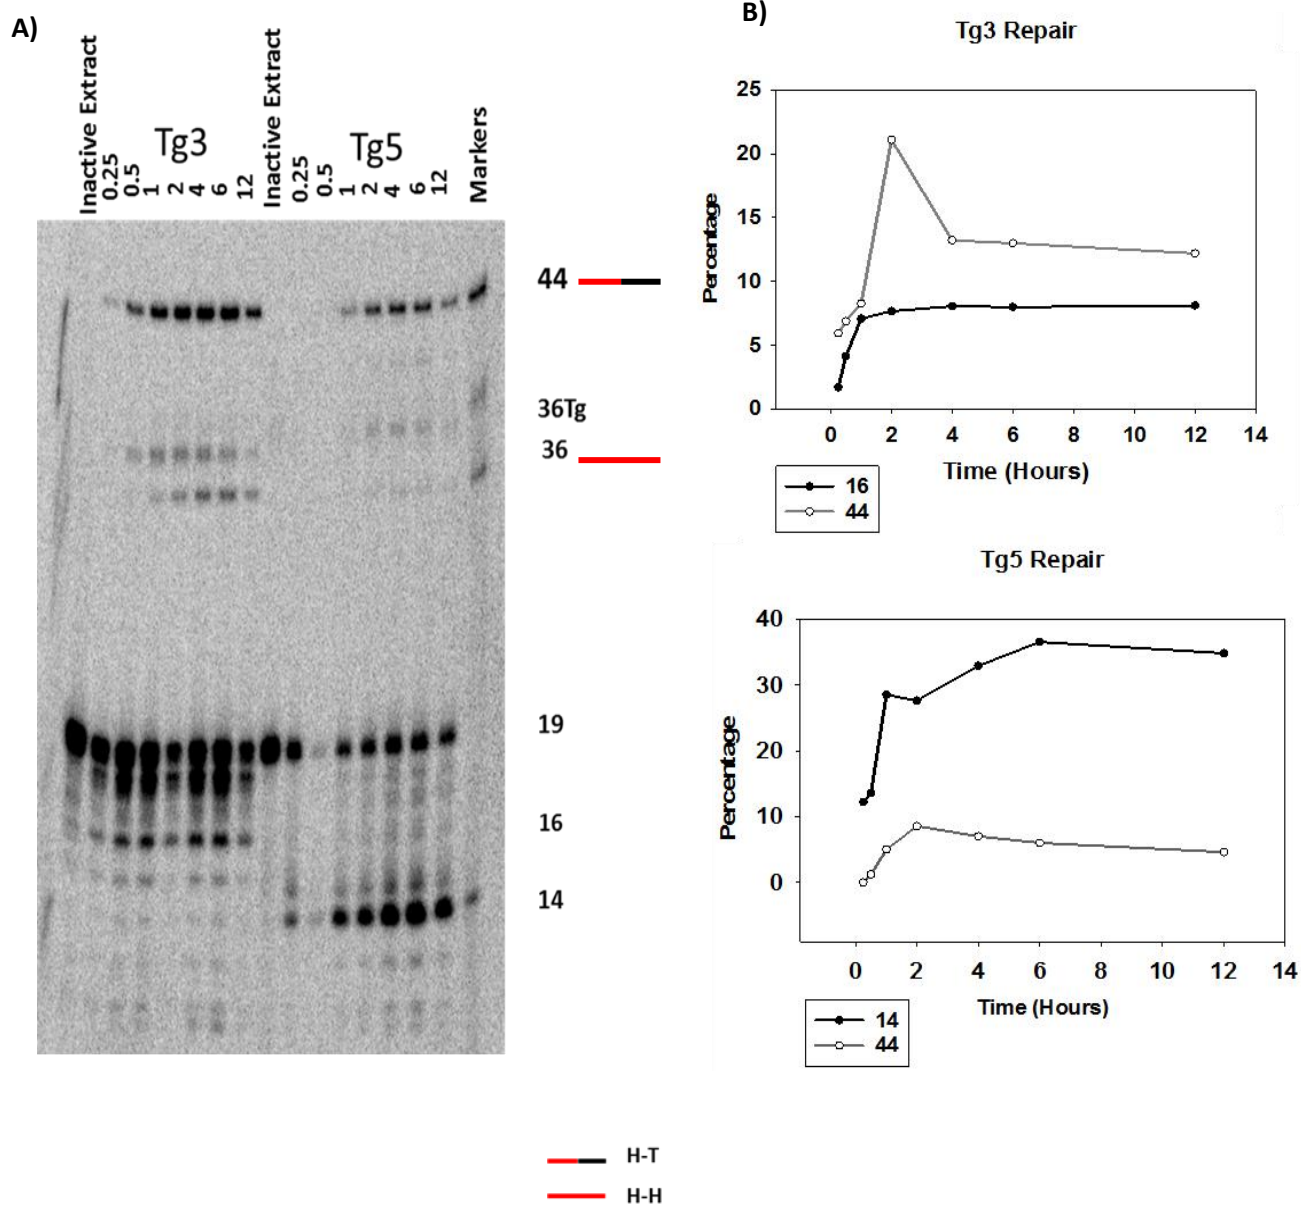 A)
Inactive Extract
0.25
0.5
1
2
4
6
12
Tg3
Inactive Extract
0.25
0.5
1
2
4
6
12
Tg5
Markers
44
36Tg
36
19
16
14
H-T
H-H
B)
Tg3 Repair
25
20
15
10
5
0
Percentage
0 2 4 6 8 10 12 14
Time (Hours)
16
44
Tg5 Repair
40
30
20
10
0
Percentage
0 2 4 6 8 10 12 14
Time (Hours)
14
44